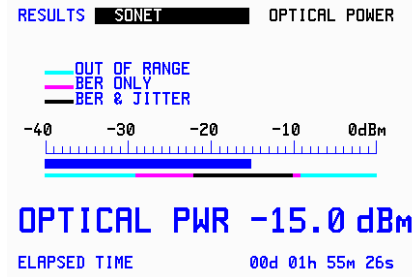 RESULTS SONET OPTICAL POWER
OUT OF RANGE
BER ONLY
BER & JITTER
-40 -30 -20 -10 0dBm
OPTICAL PWR -15.0 dBm
ELAPSED TIME 00d 01h 55m 26s